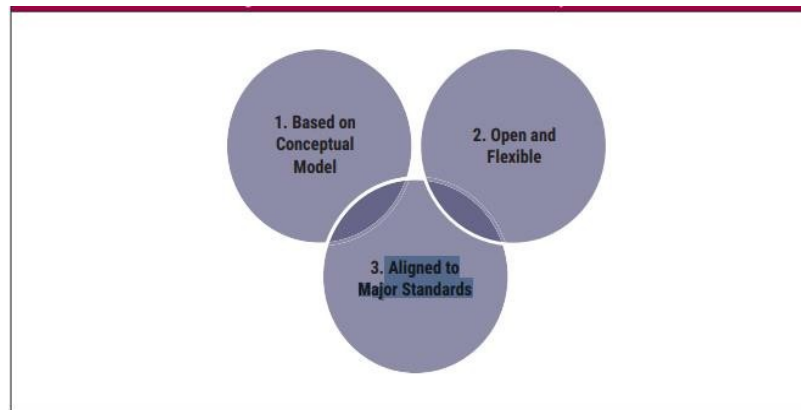 1. Based on
Conceptual
Model
2. Open and
Flexible
3. Aligned to
Major Standards